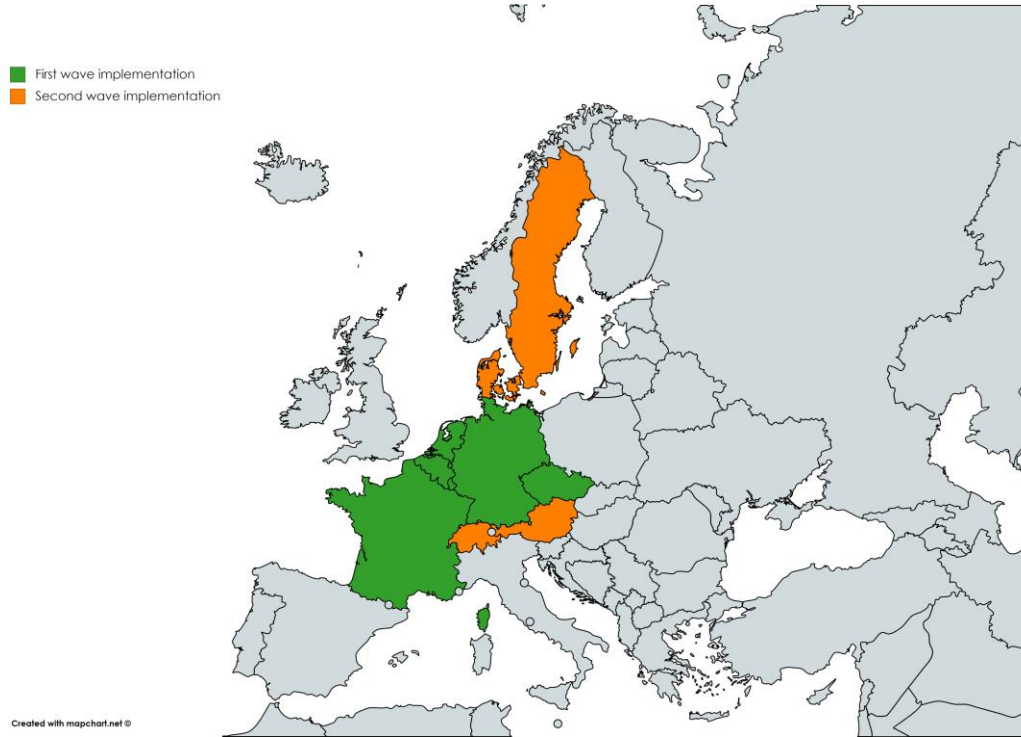 First wave implementation
Second wave implementation
Created with mapchart.net ©